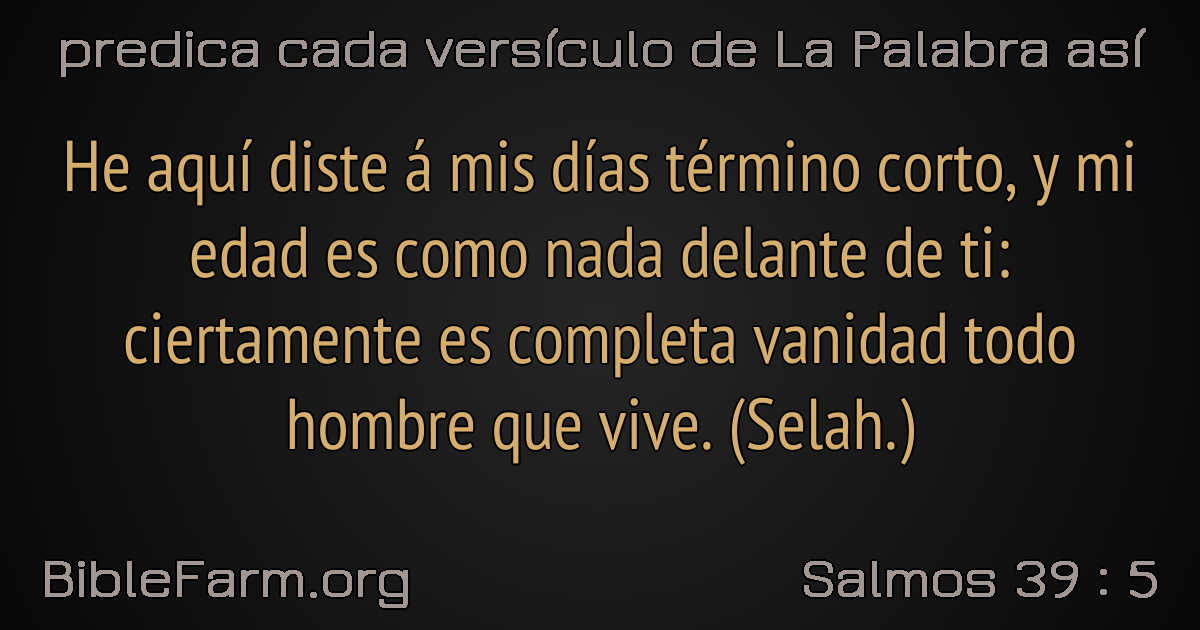 predica cada versículo de La Palabra así
He aquí diste á mis días término corto, y mi
edad es como nada delante de ti:
ciertamente es completa vanidad todo
hombre que vive. (Selah.)
BibleFarm.org
Salmos 39 : 5